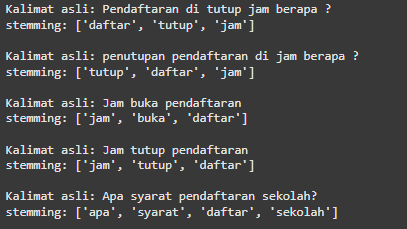 Kalimat asli: Pendaftaran di tutup jam berapa ?
stemming: ['daftar', 'tutup', 'jam']
Kalimat asli: penutupan pendaftaran di jam berapa ?
stemming: ['tutup', 'daftar', 'jam']
Kalimat asli: Jam buka pendaftaran
stemming: ['jam', 'buka', 'daftar']
Kalimat asli: Jam tutup pendaftaran
stemming: ['jam', 'tutup', 'daftar']
Kalimat asli: Apa syarat pendaftaran sekolah?
stemming: ['apa', 'syarat', 'daftar', 'sekolah']